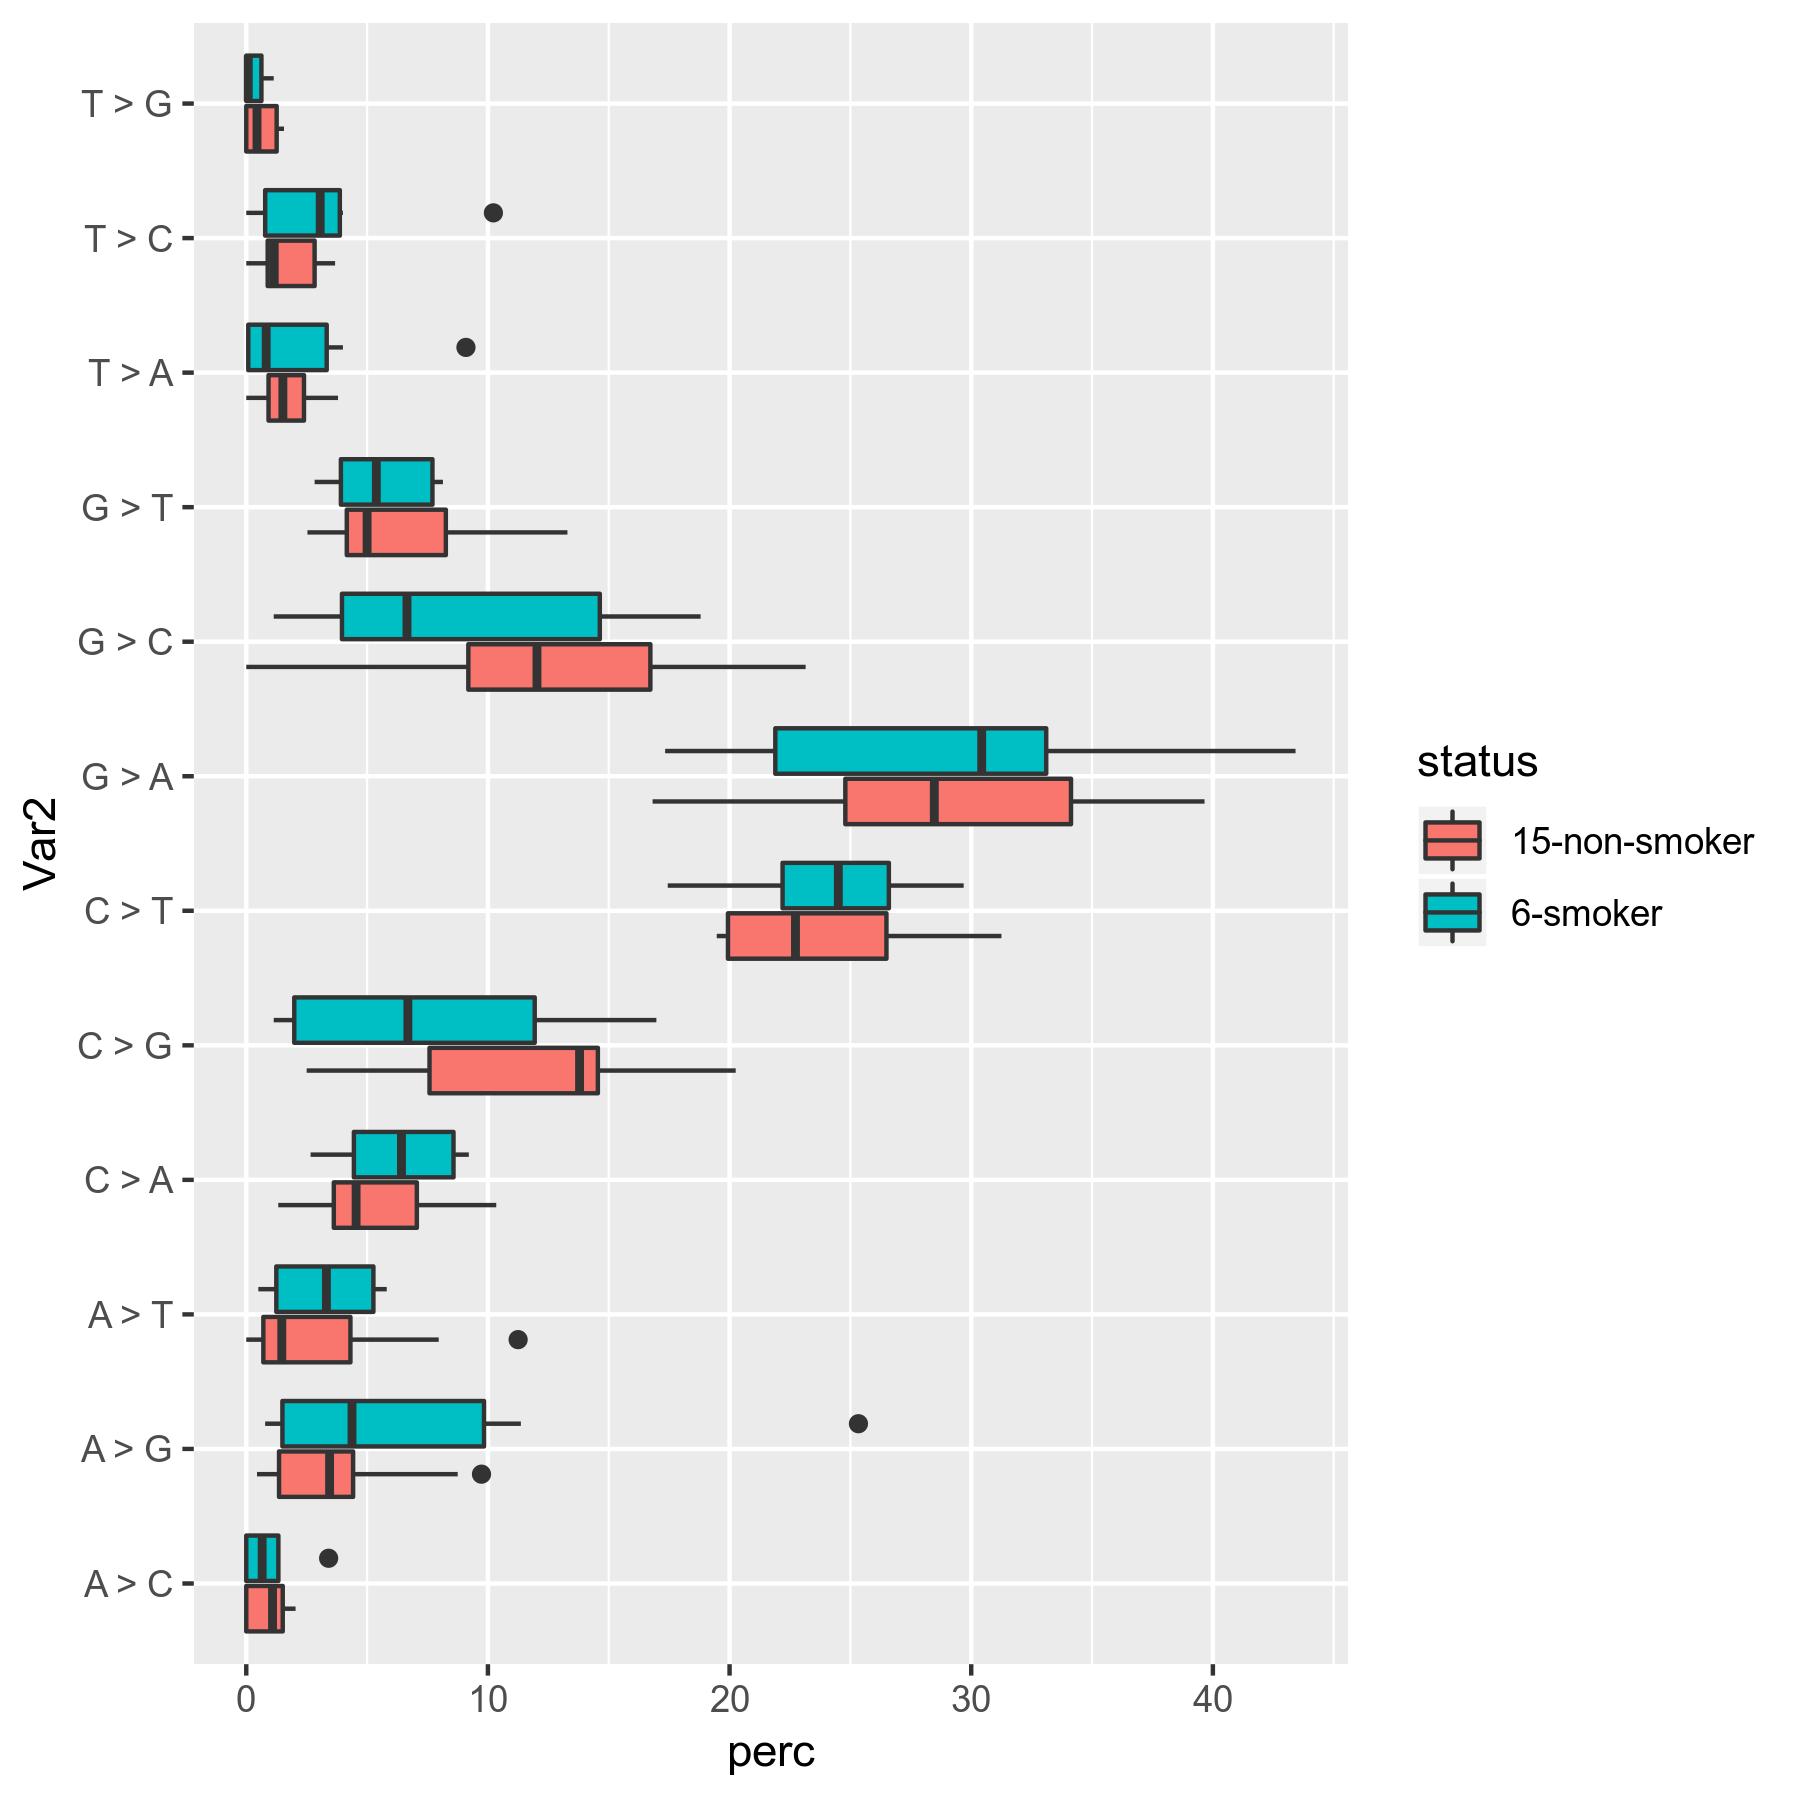 T > G
T > C
T > A
G > T
G > C
G > A
C > T
C > G
C > A
A > T
A > G
A > C
Var2
0 10 20 30 40
perc
status
15-non-smoker
6-smoker